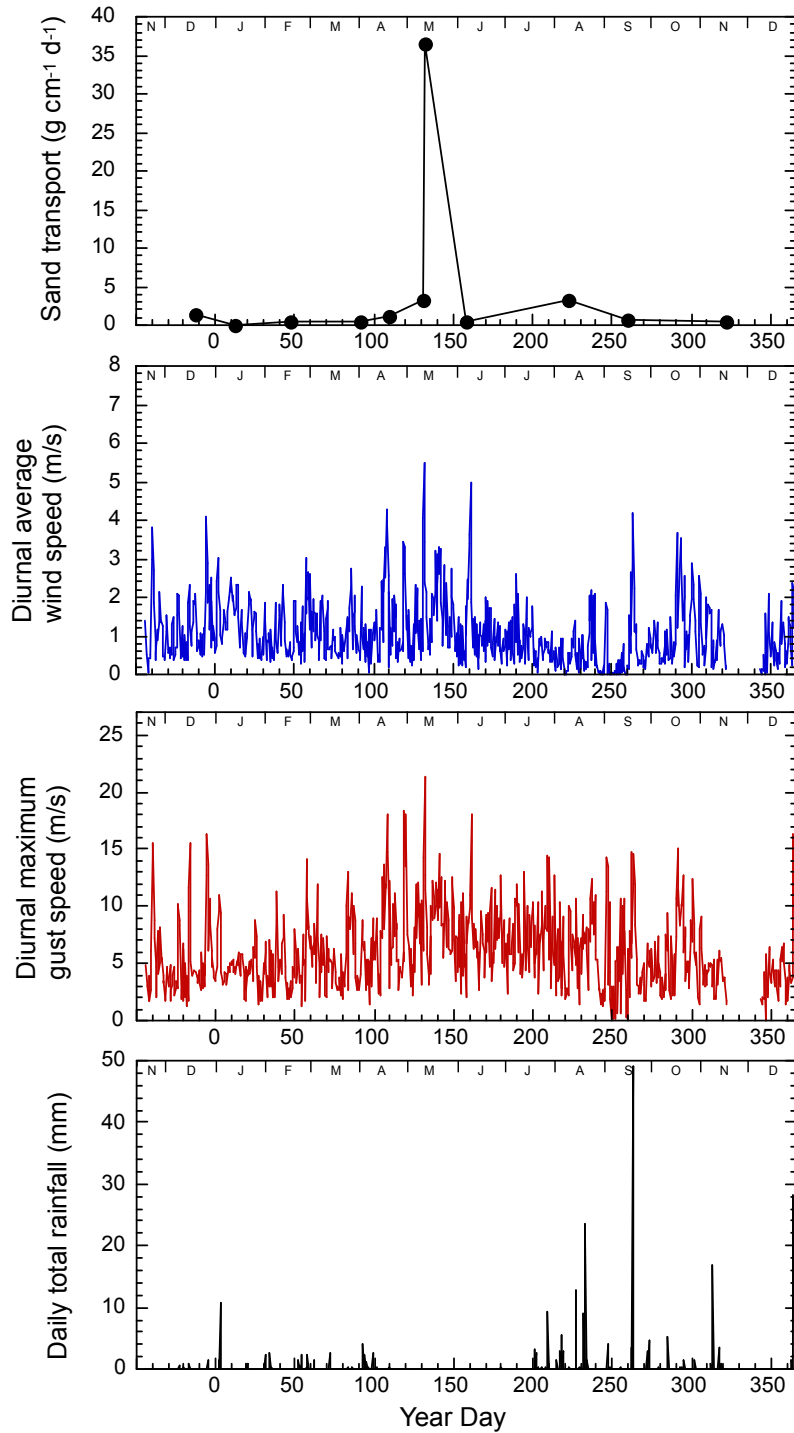 Sand transport (g cm-1 d-1)
40
35
30
25
20
15
10
5
0
N D J F M A M J J A S O N D
0 50 100 150 200 250 300 350
Diurnal average
wind speed (m/s)
8
7
6
5
4
3
2
1
0
N D J F M A M J J A S O N D
0 50 100 150 200 250 300 350
Diurnal maximum
gust speed (m/s)
25
20
15
10
5
0
N D J F M A M J J A S O N D
0 50 100 150 200 250 300 350
Daily total rainfall (mm)
50
40
30
20
10
0
N D J F M A M J J A S O N D
0 50 100 150 200 250 300 350
Year Day